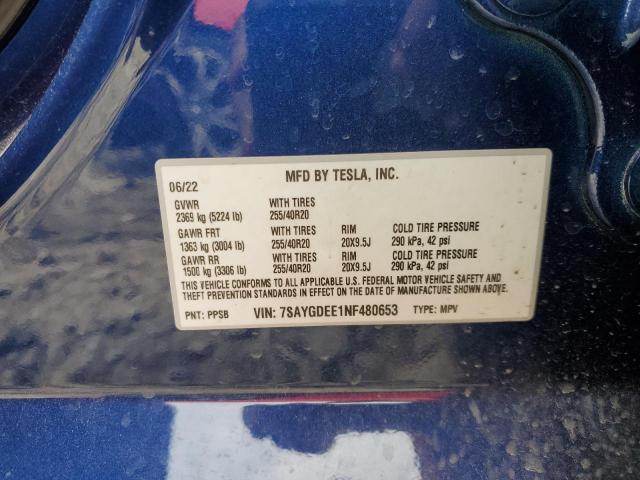 MFD BY TESLA, INC.
06/22
GVWR WITH TIRES
2369 kg (5224 lb) 255/40R20
GAWR FRT WITH TIRES RIM COLD TIRE PRESSURE
1363 kg (3004 lb) 255/40R20 20X9.5J 290 kPa, 42 psi
GAWR RR WITH TIRES RIM COLD TIRE PRESSURE
1500 kg (3306 lb) 255/40R20 20X9.5J 290 kPa, 42 psi
THIS VEHICLE CONFORMS TO ALL APPLICABLE U.S. FEDERAL MOTOR VEHICLE SAFETY AND
THEFT PREVENTION STANDARDS IN EFFECT ON THE DATE OF MANUFACTURE SHOWN ABOVE.
PNT: PPSB VIN: 7SAYGDEE1NF480653 TYPE: MPV